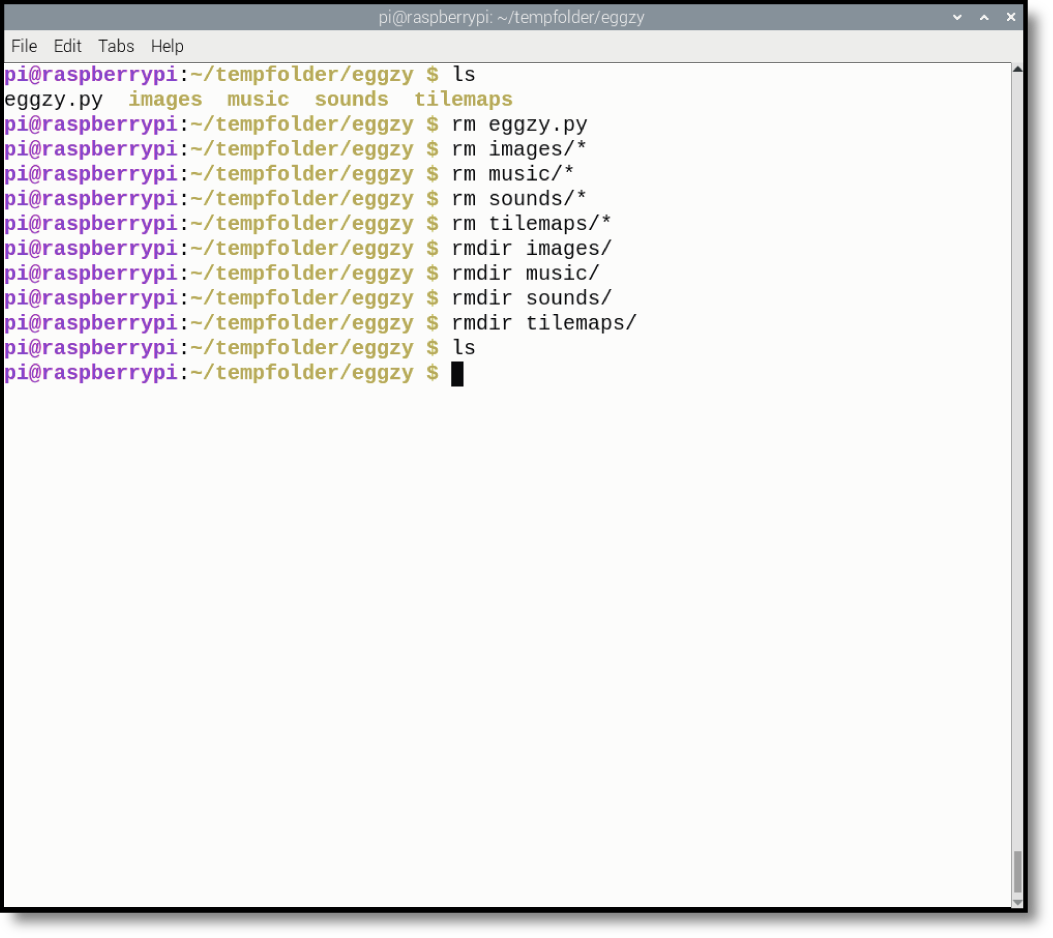 pi@raspberrypi: ~/tempfolder/eggzy
File Edit Tabs Help
pi@raspberrypi:~/tempfolder/eggzy $ ls
eggzy.py  images  music  sounds  tilemaps
pi@raspberrypi:~/tempfolder/eggzy $ rm eggzy.py
pi@raspberrypi:~/tempfolder/eggzy $ rm images/*
pi@raspberrypi:~/tempfolder/eggzy $ rm music/*
pi@raspberrypi:~/tempfolder/eggzy $ rm sounds/*
pi@raspberrypi:~/tempfolder/eggzy $ rm tilemaps/*
pi@raspberrypi:~/tempfolder/eggzy $ rmdir images/
pi@raspberrypi:~/tempfolder/eggzy $ rmdir music/
pi@raspberrypi:~/tempfolder/eggzy $ rmdir sounds/
pi@raspberrypi:~/tempfolder/eggzy $ rmdir tilemaps/
pi@raspberrypi:~/tempfolder/eggzy $ ls
pi@raspberrypi:~/tempfolder/eggzy $